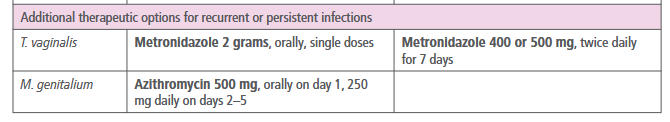 Additional therapeutic options for recurrent or persistent infections
T. vaginalis
Metronidazole 2 grams, orally, single doses
Metronidazole 400 or 500 mg, twice daily
for 7 days
M. genitalium
Azithromycin 500 mg, orally on day 1, 250
mg daily on days 2–5